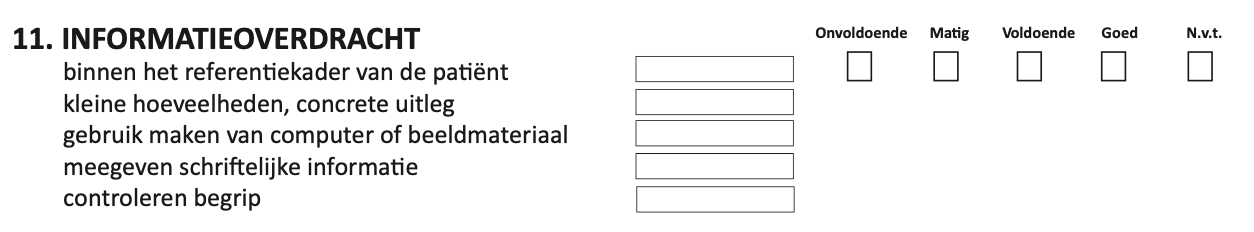 11. INFORMATIEOVERDRACHT
Onvoldoende Matig Voldoende Goed N.v.t.
binnen het referentiekader van de patiënt
kleine hoeveelheden, concrete uitleg
gebruik maken van computer of beeldmateriaal
meegeven schriftelijke informatie
controleren begrip